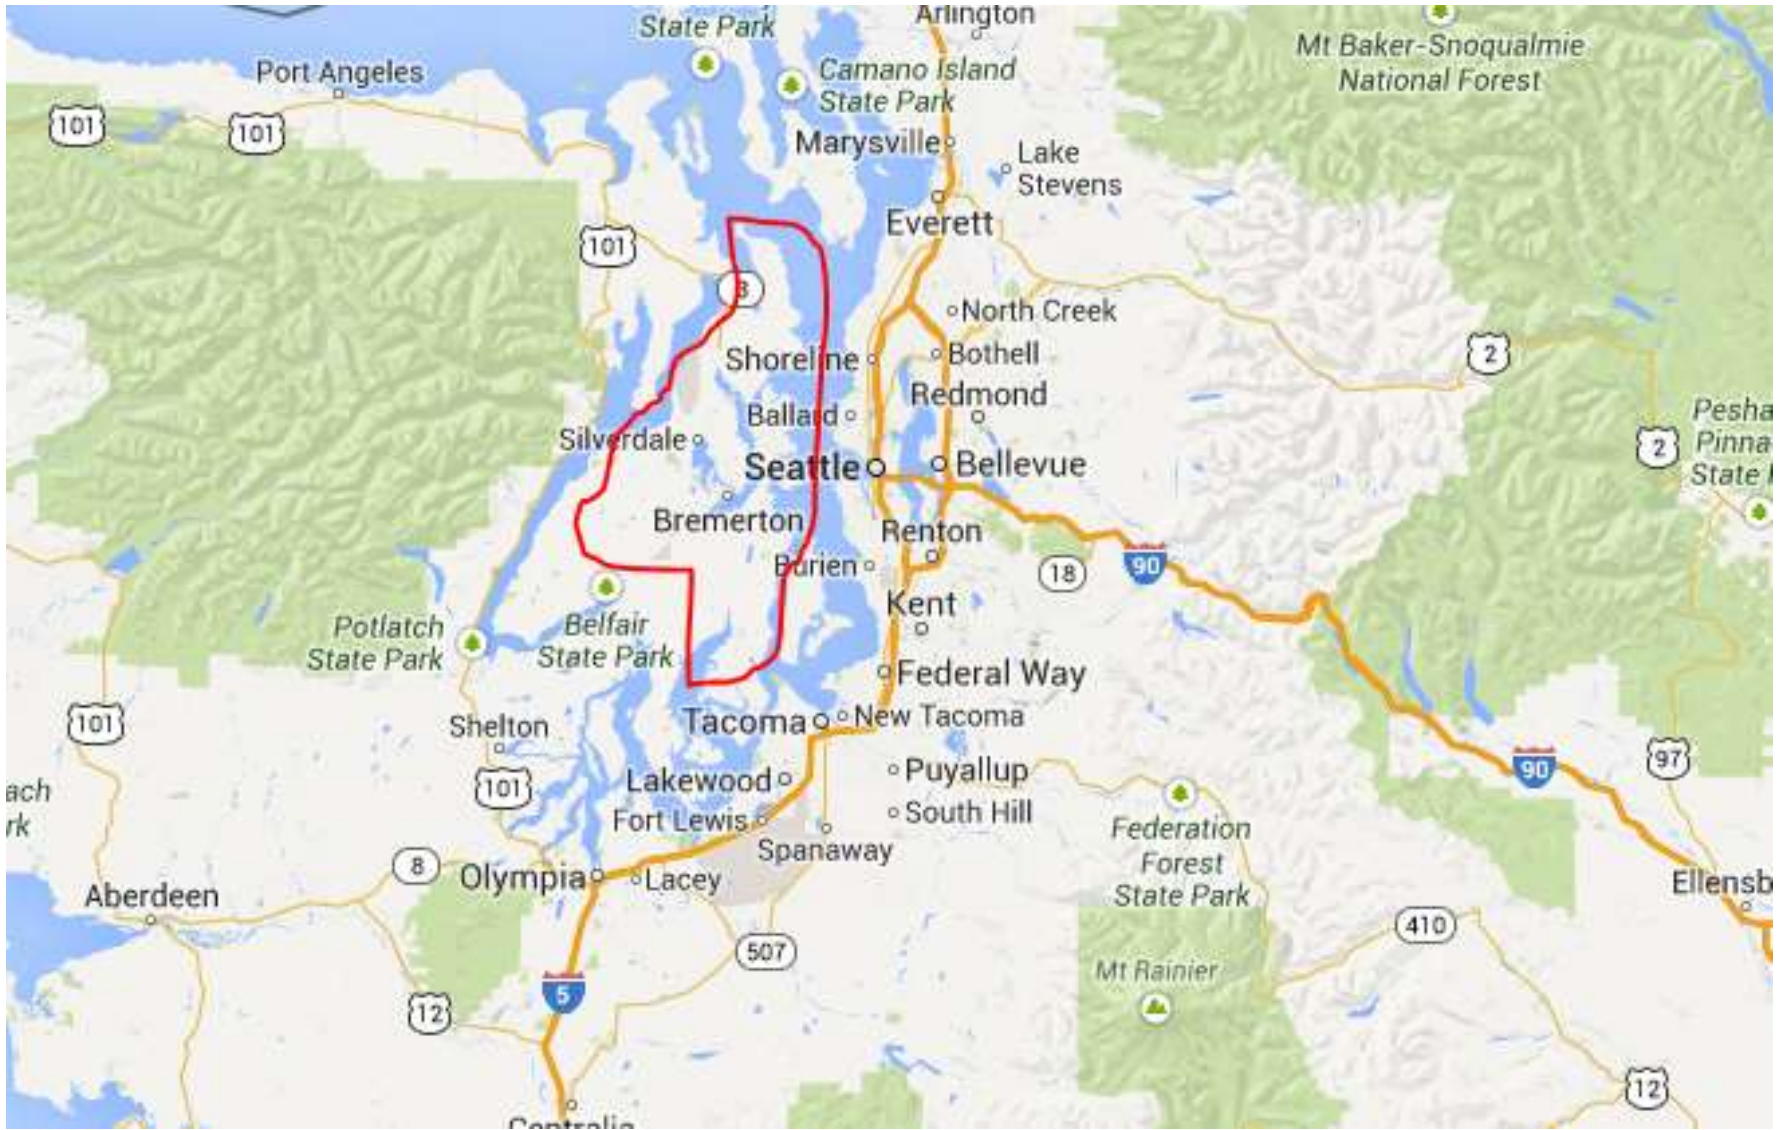 Arlington
State Park
Mt Baker-Snoqualmie
National Forest
Port Angeles
Camano Island
State Park
101
101
Marysville
Lake
Stevens
Everett
101
3
North Creek
Shoreline
Bothell
2
Redmond
Ballard
Pesha
Pinna
State
Silverdale
2
Seattle
Bellevue
Bremerton
Renton
Burien
18
90
Kent
Potlatch
State Park
Belfair
State Park
Federal Way
101
Shelton
Tacoma
New Tacoma
97
101
Lakewood
Puyallup
90
ach
rk
Fort Lewis
South Hill
Federation
Forest
State Park
Spanaway
8
Olympia
Lacey
Aberdeen
Ellensb
410
507
Mt Rainier
5
12
12
Centralia